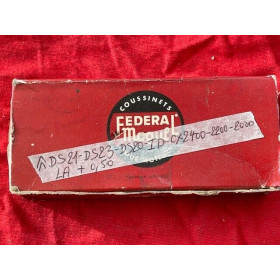 COUSSINETS
FEDERAL
Mogul
DS21-DS23-DS20-ID-CX2400-2200-2000
LA + 0,50